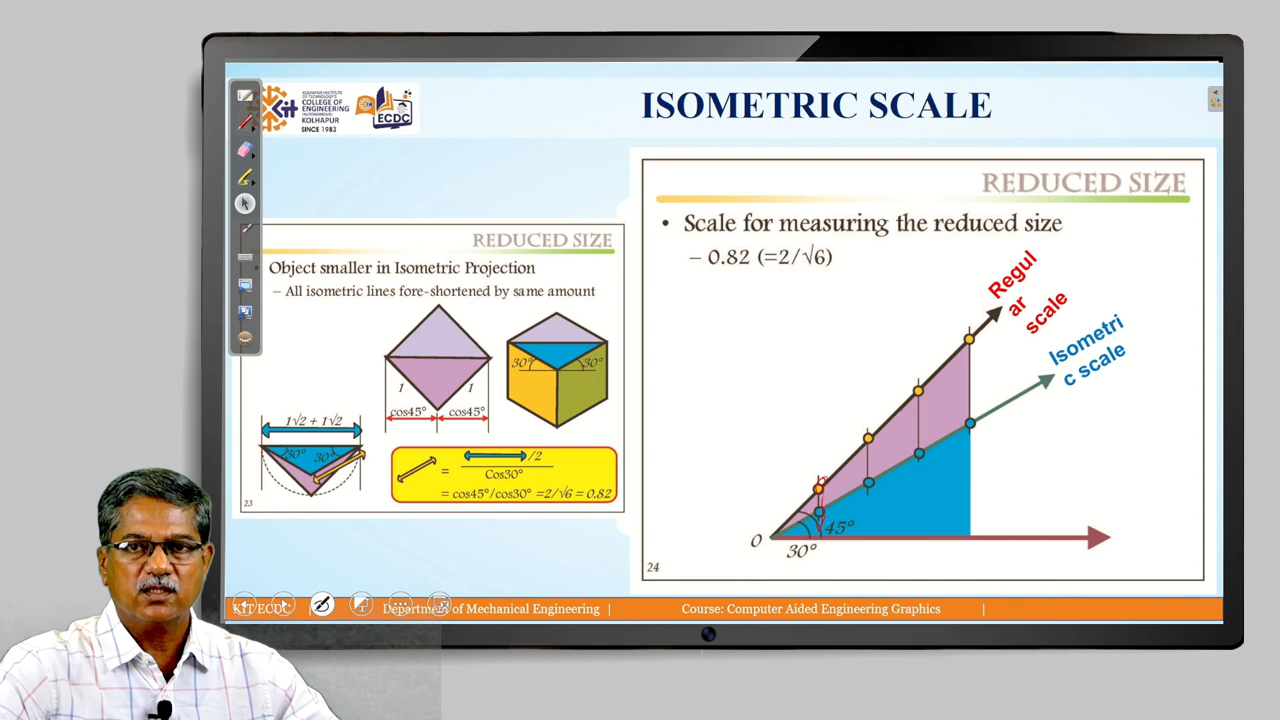 KOLHAPUR INSTITUTE
OF TECHNOLOGY'S
COLLEGE OF
ENGINEERING
(AUTONOMOUS),
KOLHAPUR
SINCE 1983
Kit
ECDC
ISOMETRIC SCALE
REDUCED SIZE
Object smaller in Isometric Projection
– All isometric lines fore-shortened by same amount
1
1
cos45°
cos45°
30°
30°
1√2 + 1√2
30°
30°
= /2
Cos30°
= cos45°/cos30° =2/√6 = 0.82
23
REDUCED SIZE
• Scale for measuring the reduced size
– 0.82 (=2/√6)
Regul
ar
scale
Isometri
c scale
O
45°
30°
24
KIT ECDC |
Department of Mechanical Engineering |
Course: Computer Aided Engineering Graphics |